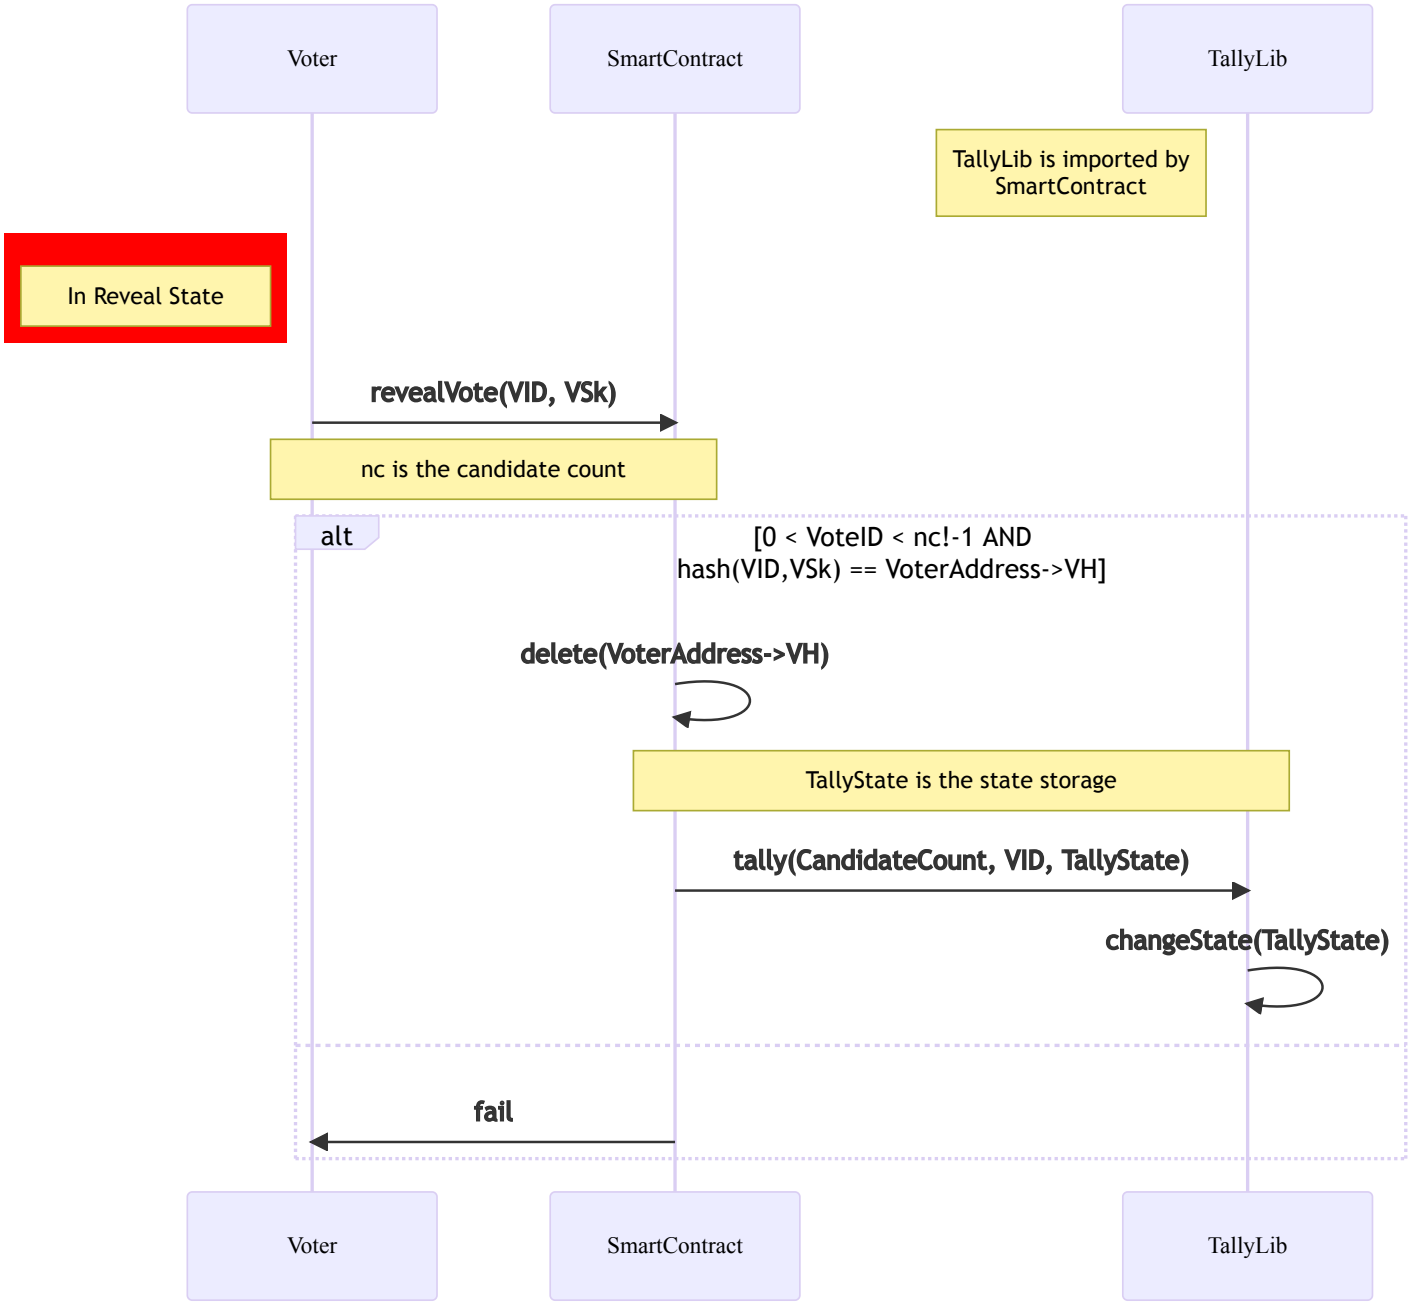 Voter
SmartContract
TallyLib
TallyLib is imported by
SmartContract
In Reveal State
revealVote(VID, VSk)
nc is the candidate count
alt
[0 < VoteID < nc!-1 AND
hash(VID,VSk) == VoterAddress->VH]
delete(VoterAddress->VH)
TallyState is the state storage
tally(CandidateCount, VID, TallyState)
changeState(TallyState)
fail
Voter
SmartContract
TallyLib